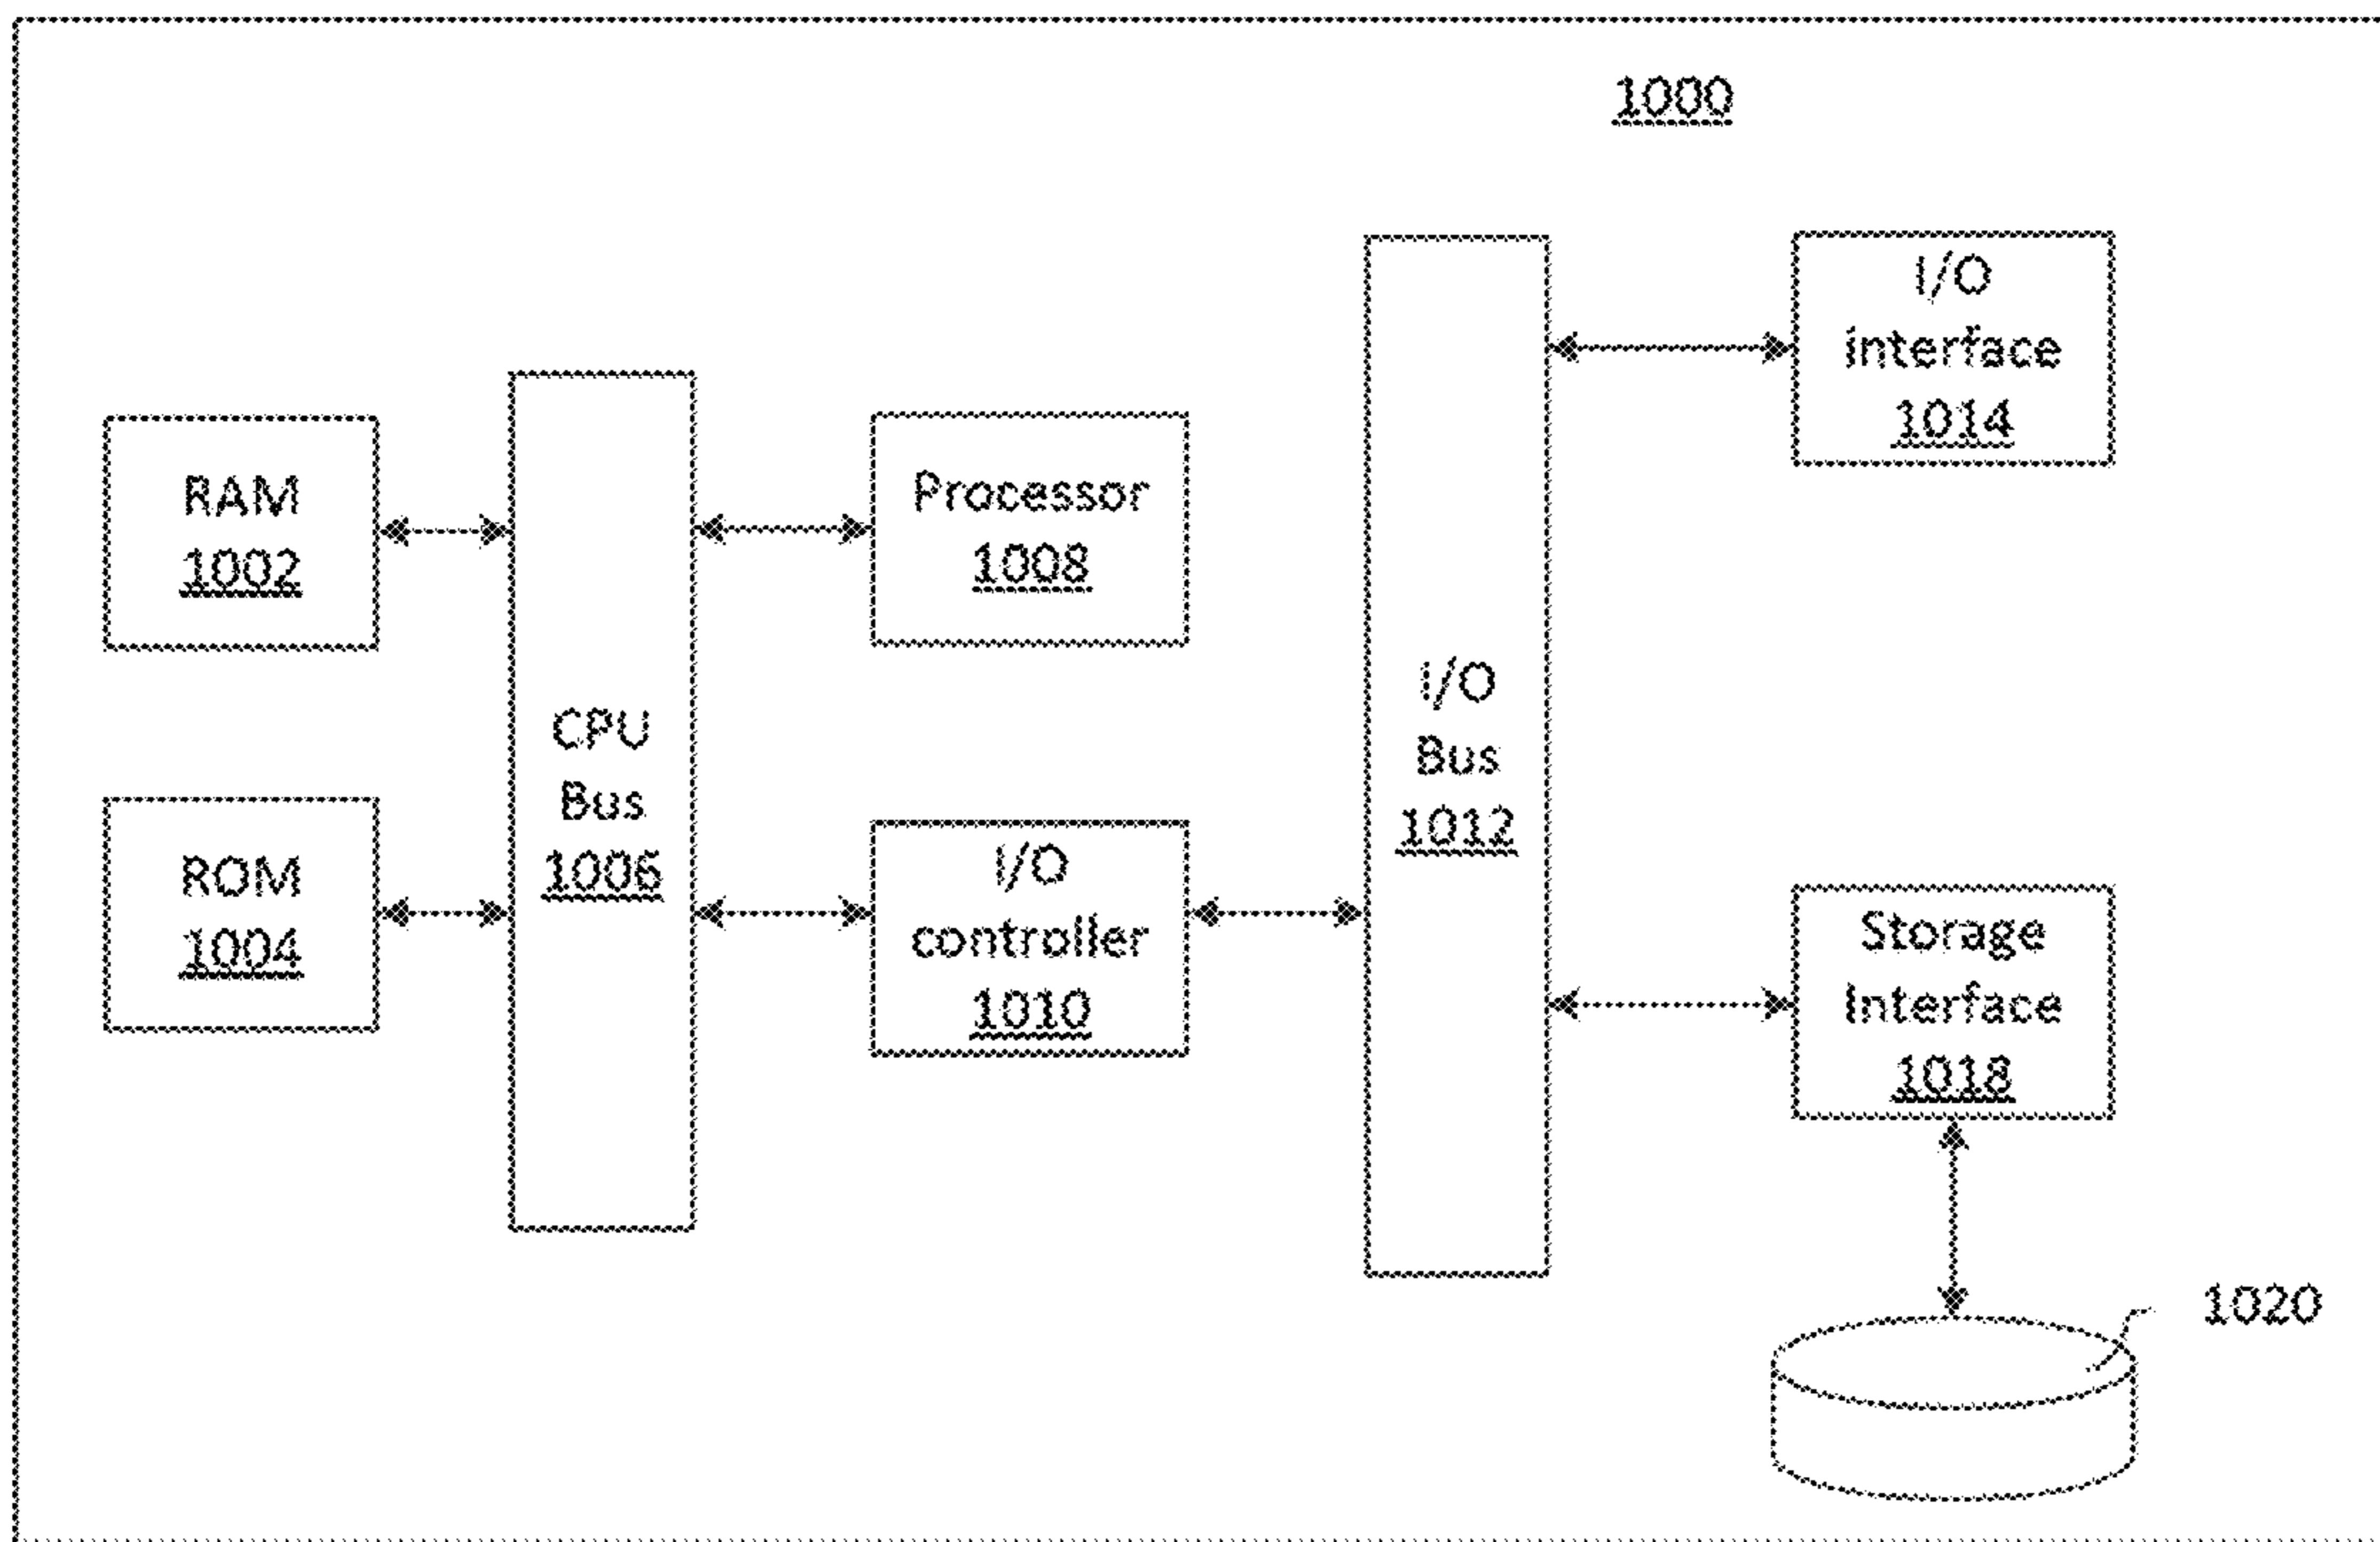 1000
RAM
1002
ROM
1004
CPU
Bus
1006
Processor
1008
I/O
controller
1010
I/O
Bus
1012
I/O
interface
1014
Storage
Interface
1018
1020